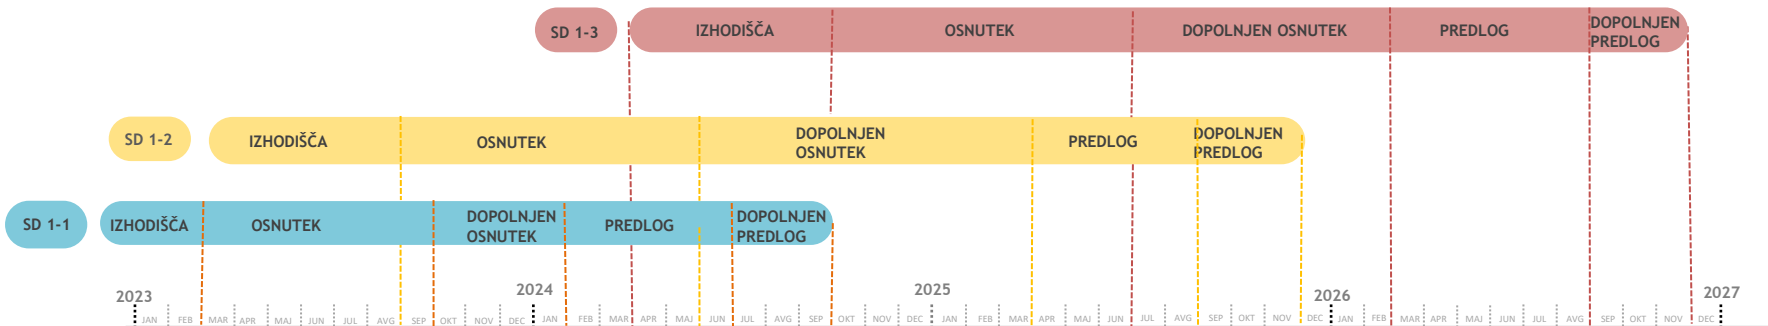 SD 1-3
IZHODIŠČA
OSNUTEK
DOPOLNJEN OSNUTEK
PREDLOG
DOPOLNJEN
PREDLOG
SD 1-2
IZHODIŠČA
OSNUTEK
DOPOLNJEN
OSNUTEK
PREDLOG
DOPOLNJEN
PREDLOG
SD 1-1
IZHODIŠČA
OSNUTEK
DOPOLNJEN
OSNUTEK
PREDLOG
DOPOLNJEN
PREDLOG
2023 2024 2025 2026 2027
JAN FEB MAR APR MAJ JUN JUL AVG SEP OKT NOV DEC JAN FEB MAR APR MAJ JUN JUL AVG SEP OKT NOV DEC JAN FEB MAR APR MAJ JUN JUL AVG SEP OKT NOV DEC JAN FEB MAR APR MAJ JUN JUL AVG SEP OKT NOV DEC